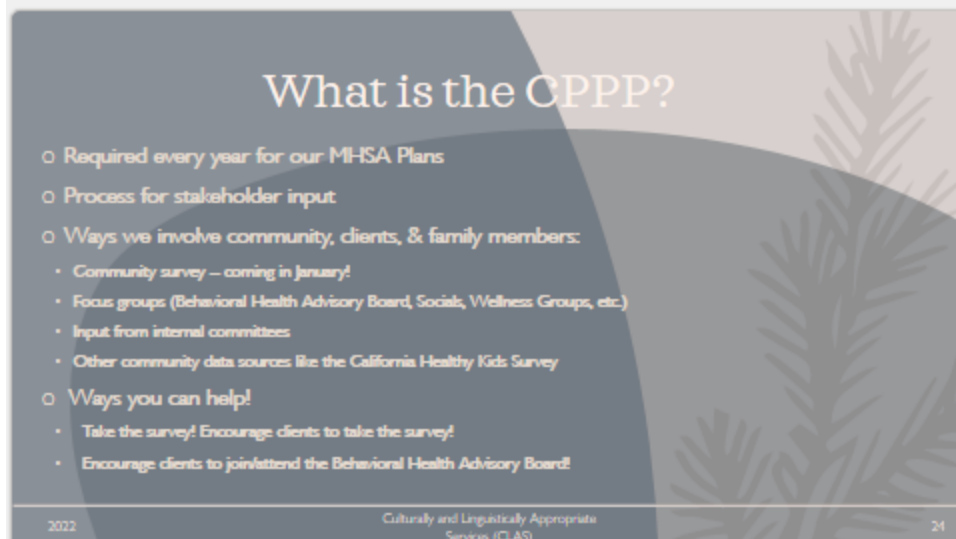 What is the CPPP?
o Required every year for our MHSA Plans
o Process for stakeholder input
o Ways we involve community, clients, & family members:
• Community survey – coming in January!
• Focus groups (Behavioral Health Advisory Board, Socials, Wellness Groups, etc.)
• Input from internal committees
• Other community data sources like the California Healthy Kids Survey
o Ways you can help!
• Take the survey! Encourage clients to take the survey!
• Encourage clients to join/attend the Behavioral Health Advisory Board!
2022
Culturally and Linguistically Appropriate
Services (CLAS)
24